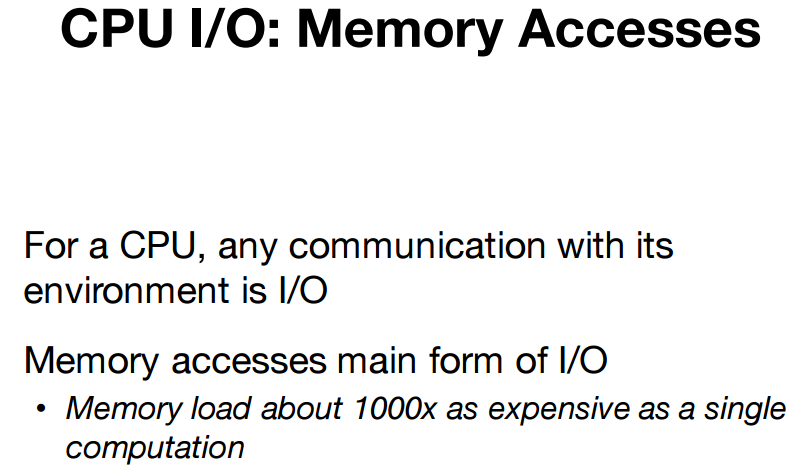 CPU I/O: Memory Accesses
For a CPU, any communication with its
environment is I/O
Memory accesses main form of I/O
• Memory load about 1000x as expensive as a single
computation